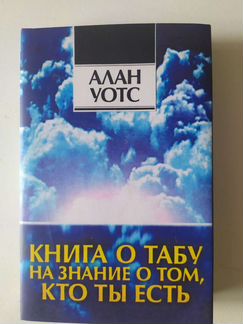 АЛАН
УОТС
КНИГА О ТАБУ
НА ЗНАНИЕ О ТОМ,
КТО ТЫ ЕСТЬ